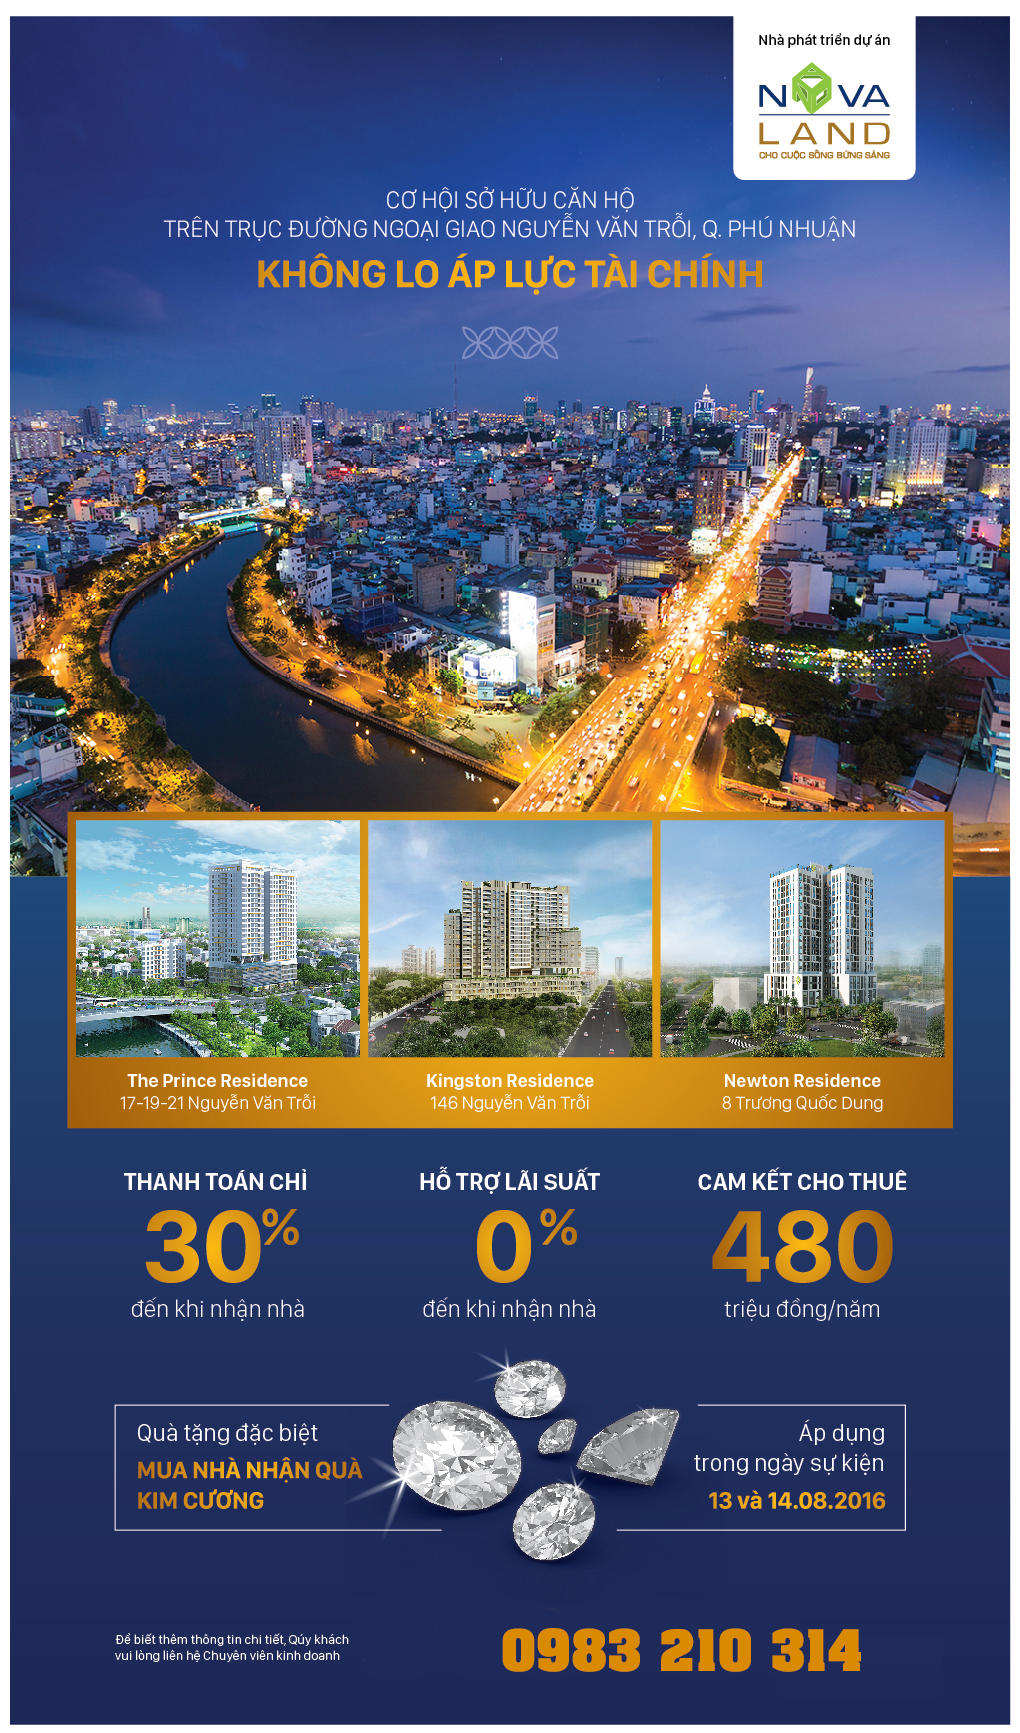 Nhà phát triển dự án
NOVA
LAND
CHO CUỘC SỐNG BỪNG SÁNG
CƠ HỘI SỞ HỮU CĂN HỘ
TRÊN TRỤC ĐƯỜNG NGOẠI GIAO NGUYỄN VĂN TRỖI, Q. PHÚ NHUẬN
KHÔNG LO ÁP LỰC TÀI CHÍNH
The Prince Residence
17-19-21 Nguyễn Văn Trỗi
Kingston Residence
146 Nguyễn Văn Trỗi
Newton Residence
8 Trương Quốc Dung
THANH TOÁN CHỈ
30%
đến khi nhận nhà
HỖ TRỢ LÃI SUẤT
0%
đến khi nhận nhà
CAM KẾT CHO THUÊ
480
triệu đồng/năm
Quà tặng đặc biệt
MUA NHÀ NHẬN QUÀ
KIM CƯƠNG
Áp dụng
trong ngày sự kiện
13 và 14.08.2016
Để biết thêm thông tin chi tiết, Qúy khách
vui lòng liên hệ Chuyên viên kinh doanh
0983 210 314